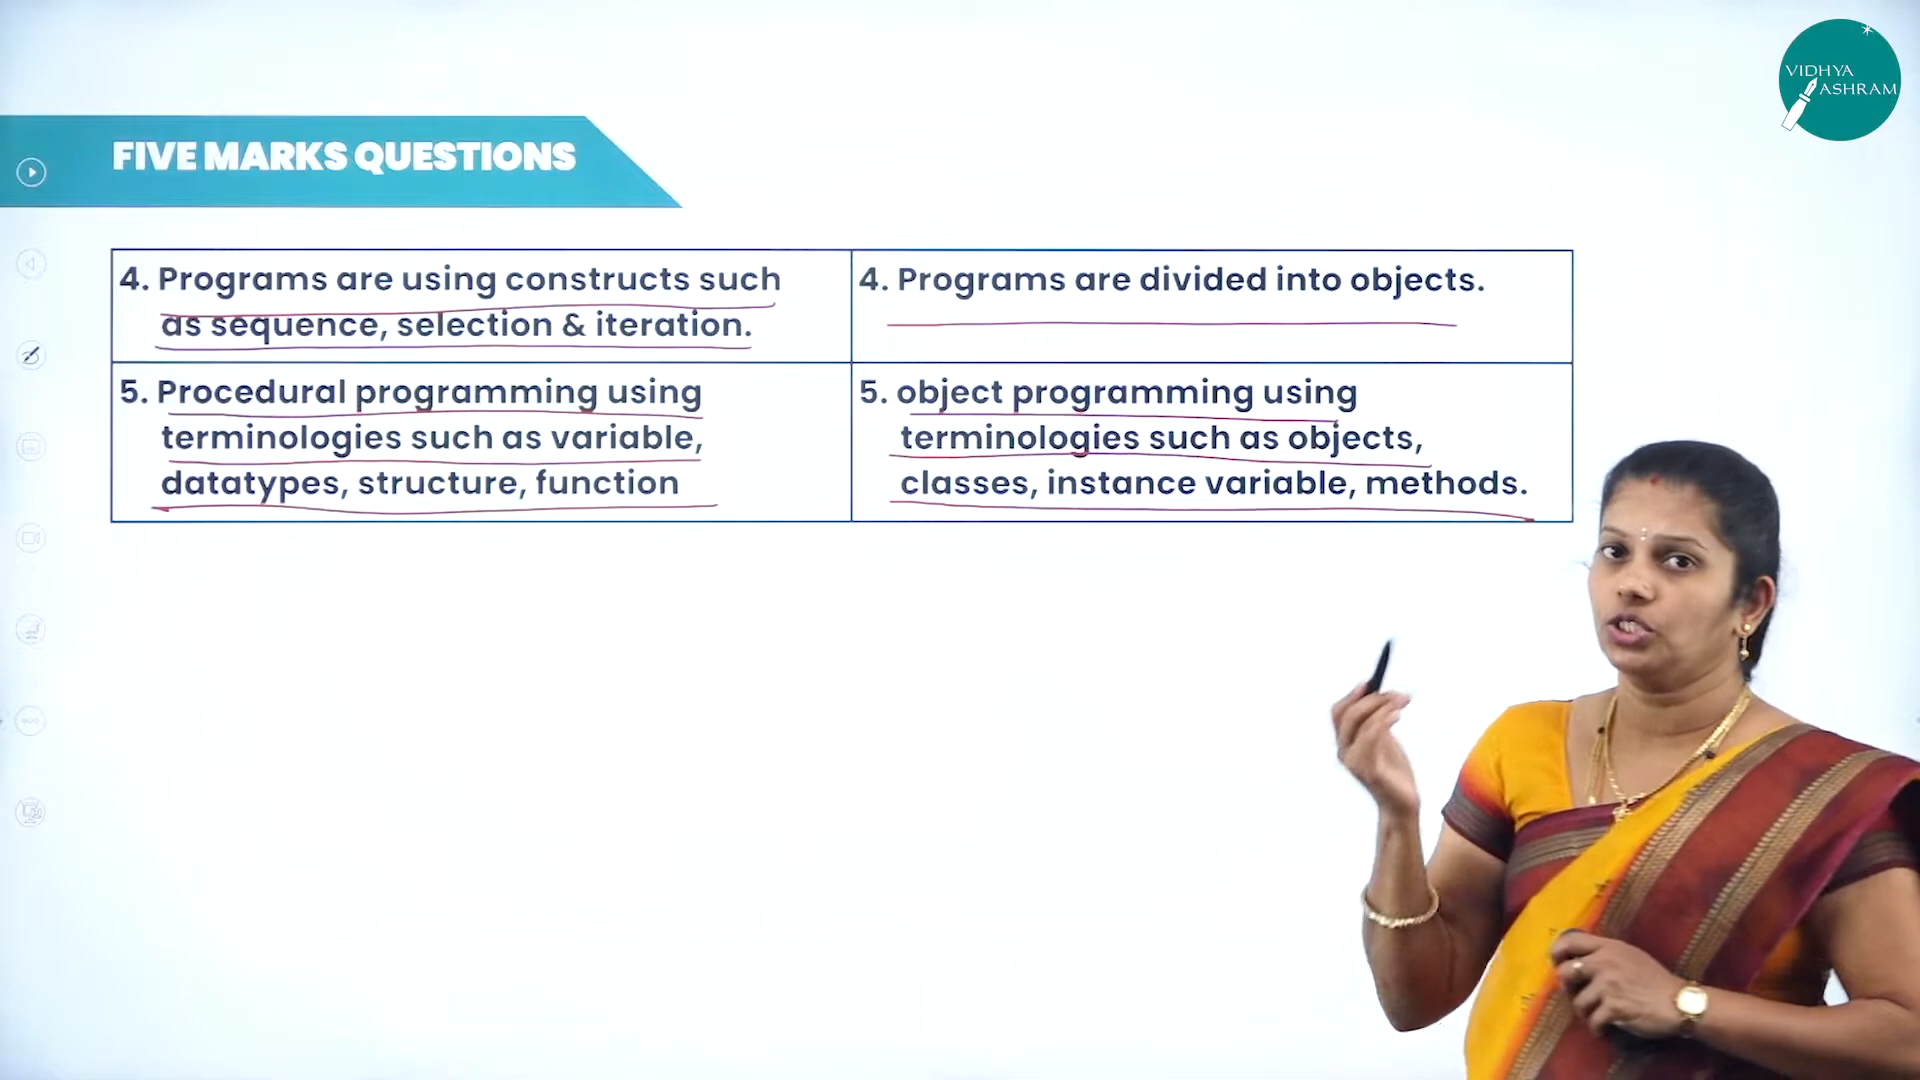 VIDHYA
ASHRAM
FIVE MARKS QUESTIONS
4. Programs are using constructs such
as sequence, selection & iteration.
4. Programs are divided into objects.
5. Procedural programming using
terminologies such as variable,
datatypes, structure, function
5. object programming using
terminologies such as objects,
classes, instance variable, methods.